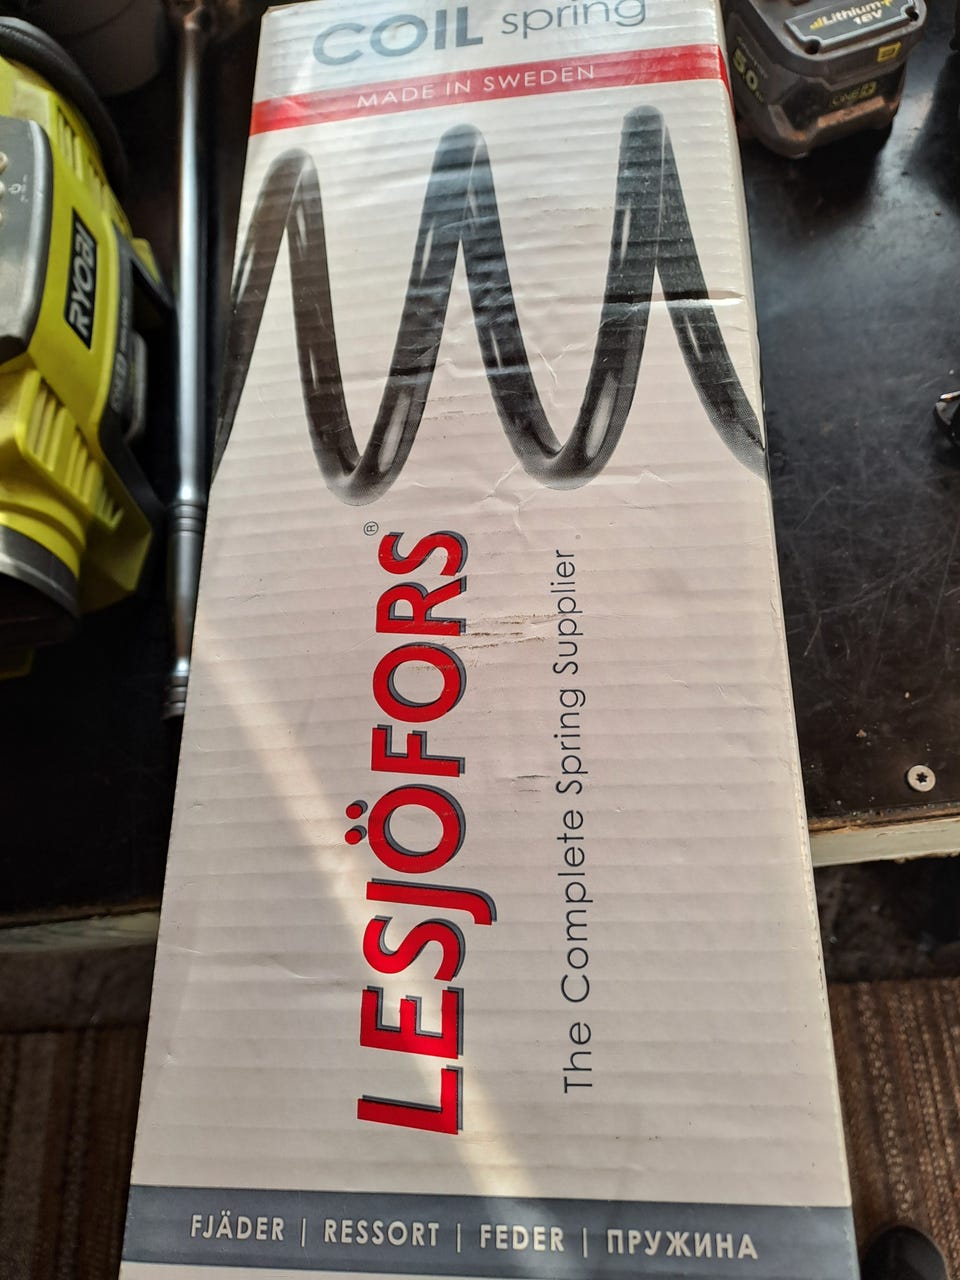 COIL spring
MADE IN SWEDEN
LESJÖFORS®
The Complete Spring Supplier
FJÄDER | RESSORT | FEDER | ПРУЖИНА
RYOBI
Lithium+
18V
5.0
ONE+